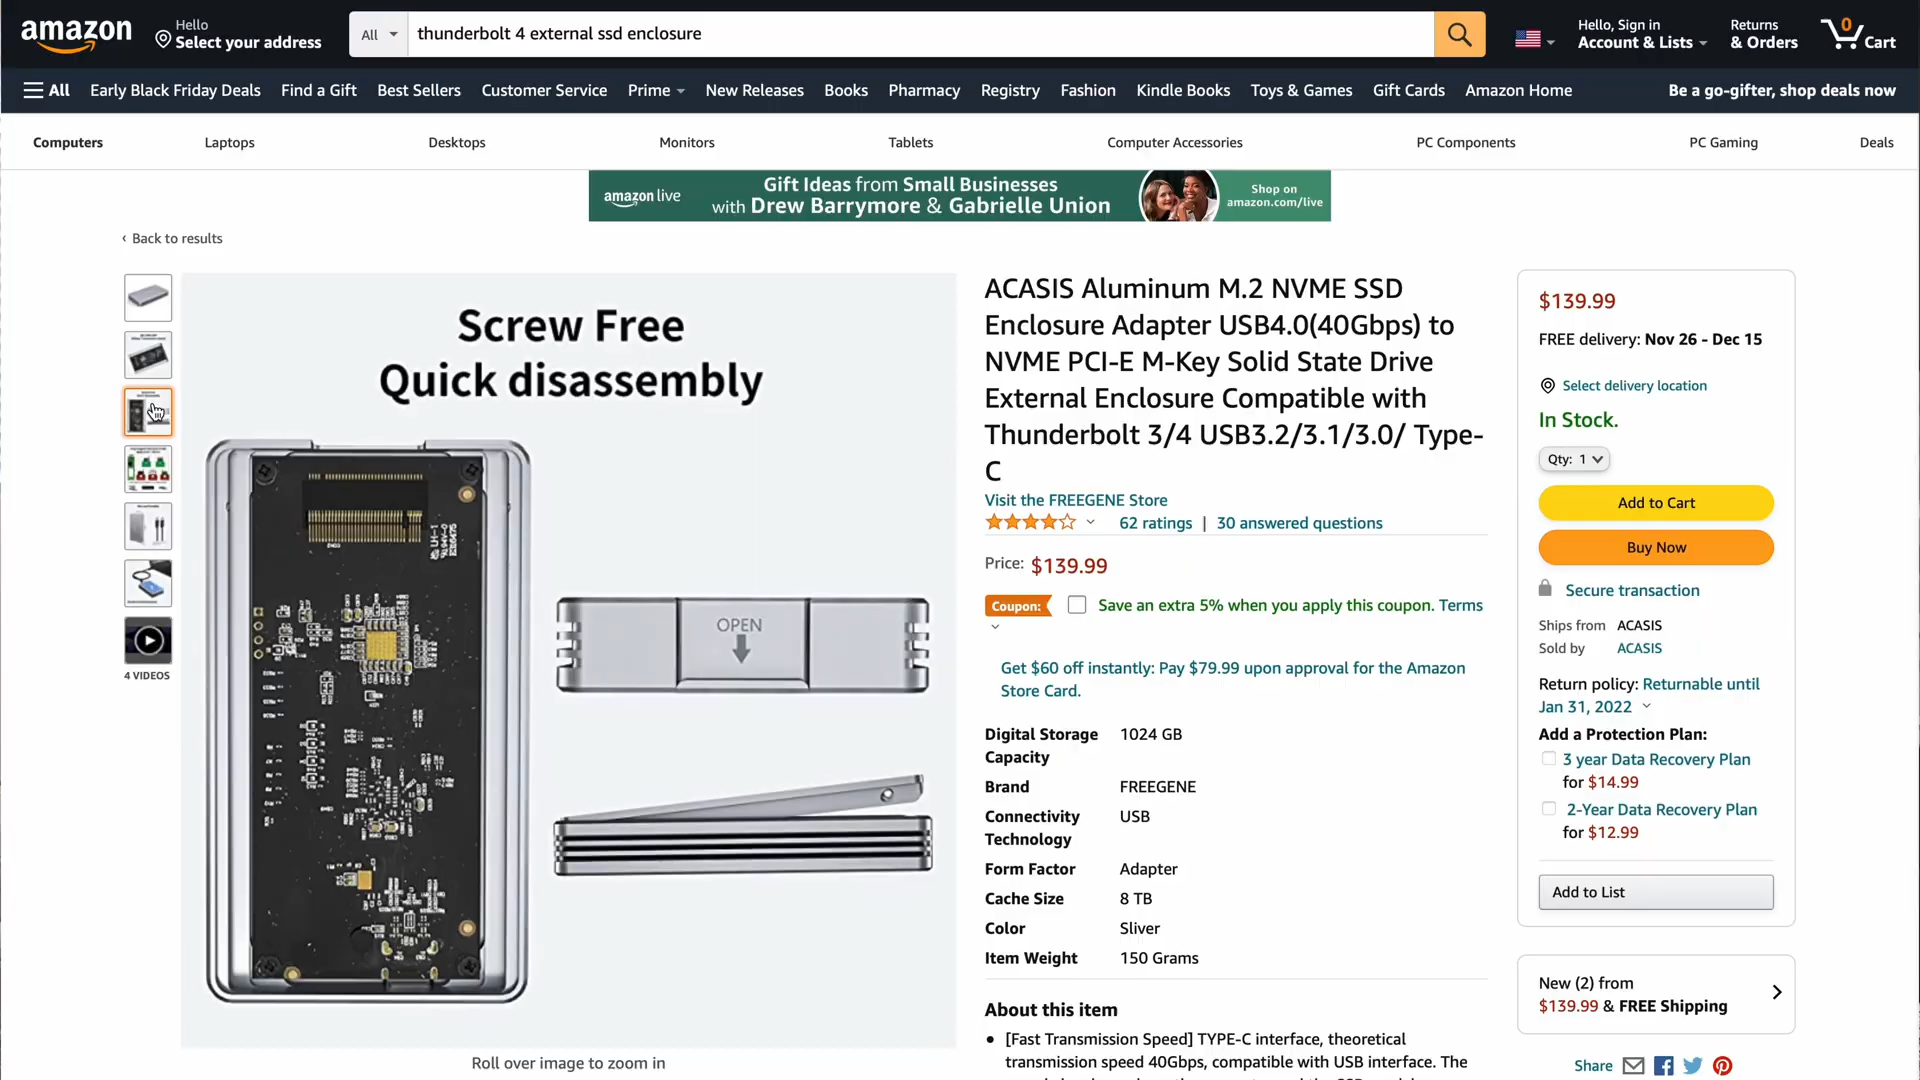 amazon
Hello
Select your address
All
thunderbolt 4 external ssd enclosure
Hello, Sign in
Account & Lists
Returns
& Orders
0
Cart
All
Early Black Friday Deals
Find a Gift
Best Sellers
Customer Service
Prime
New Releases
Books
Pharmacy
Registry
Fashion
Kindle Books
Toys & Games
Gift Cards
Amazon Home
Be a go-gifter, shop deals now
Computers
Laptops
Desktops
Monitors
Tablets
Computer Accessories
PC Components
PC Gaming
Deals
amazon live
Gift Ideas from Small Businesses
with Drew Barrymore & Gabrielle Union
Shop on
amazon.com/live
‹ Back to results
4 VIDEOS
Screw Free
Quick disassembly
OPEN
Roll over image to zoom in
ACASIS Aluminum M.2 NVME SSD
Enclosure Adapter USB4.0(40Gbps) to
NVME PCI-E M-Key Solid State Drive
External Enclosure Compatible with
Thunderbolt 3/4 USB3.2/3.1/3.0/ Type-
C
Visit the FREEGENE Store
62 ratings | 30 answered questions
Price: $139.99
Coupon: Save an extra 5% when you apply this coupon. Terms
Get $60 off instantly: Pay $79.99 upon approval for the Amazon
Store Card.
Digital Storage 1024 GB
Capacity
Brand FREEGENE
Connectivity USB
Technology
Form Factor Adapter
Cache Size 8 TB
Color Sliver
Item Weight 150 Grams
About this item
• [Fast Transmission Speed] TYPE-C interface, theoretical
transmission speed 40Gbps, compatible with USB interface. The
$139.99
FREE delivery: Nov 26 - Dec 15
Select delivery location
In Stock.
Qty: 1
Add to Cart
Buy Now
Secure transaction
Ships from ACASIS
Sold by ACASIS
Return policy: Returnable until
Jan 31, 2022
Add a Protection Plan:
3 year Data Recovery Plan
for $14.99
2-Year Data Recovery Plan
for $12.99
Add to List
New (2) from
$139.99 & FREE Shipping
Share